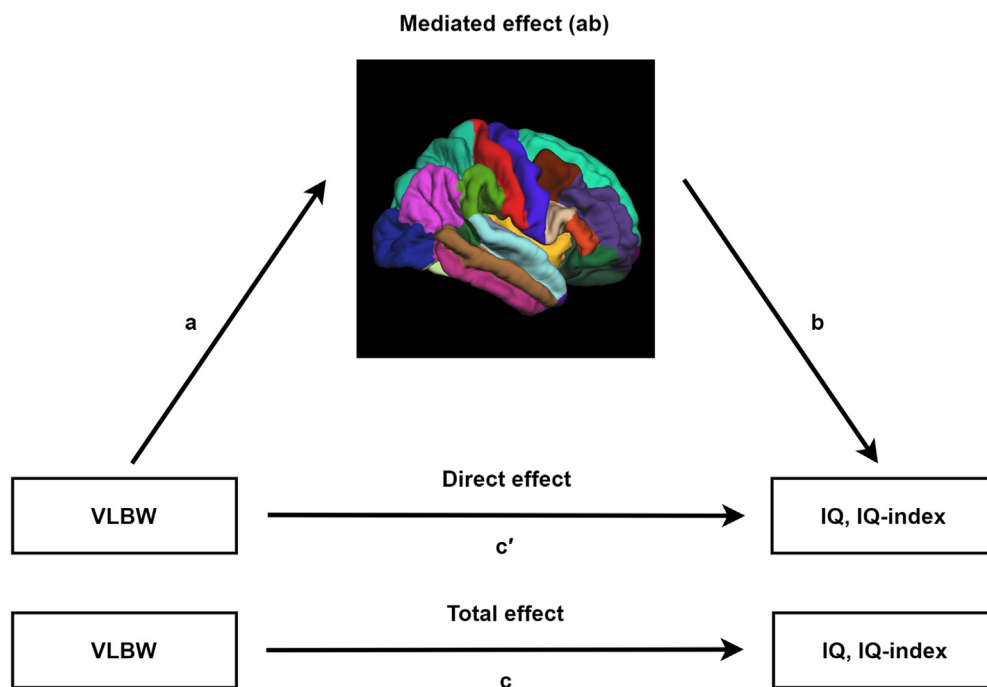 Mediated effect (ab)
a
b
Direct effect
VLBW
IQ, IQ-index
c′
Total effect
VLBW
IQ, IQ-index
c